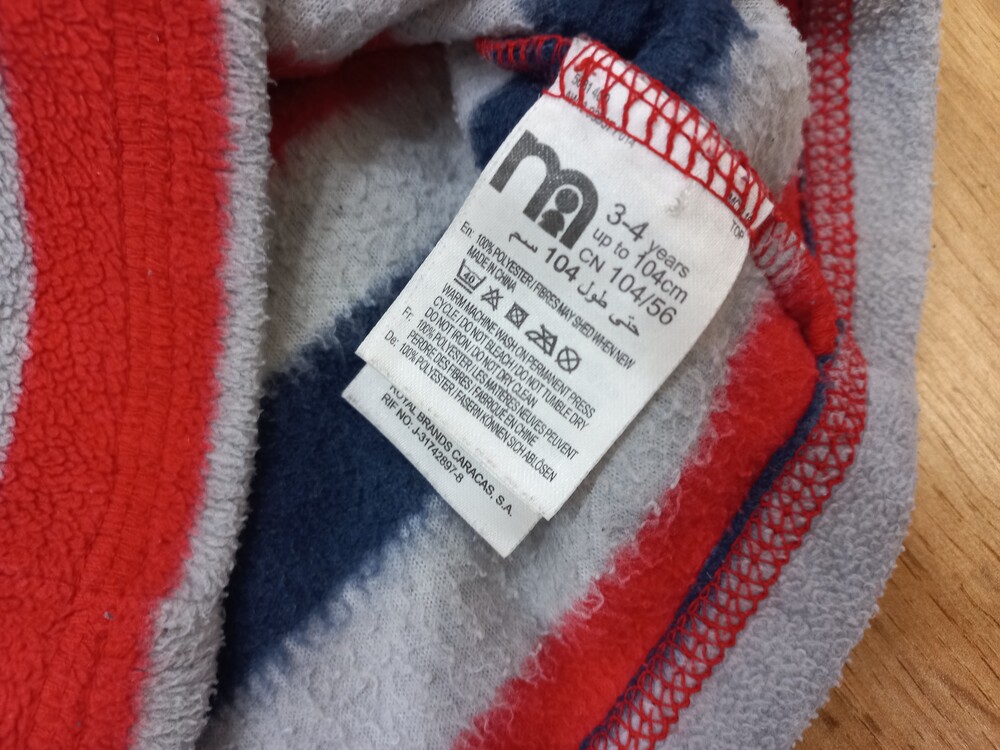 TOP
3-4 years
up to 104cm
CN 104/56
حتى طول 104 سم
En: 100% POLYESTER / FIBRES MAY SHED WHEN NEW
MADE IN CHINA
40
WARM MACHINE WASH ON PERMANENT PRESS
CYCLE / DO NOT BLEACH / DO NOT TUMBLE DRY
DO NOT IRON / DO NOT DRY CLEAN
Fr: 100% POLYESTER / LES MATIÈRES NEUVES PEUVENT
PERDRE DES FIBRES / FABRIQUÉ EN CHINE
De: 100% POLYESTER / FASERN KÖNNEN SICH ABLÖSEN
ROYAL BRANDS CARACAS, S.A.
RIF NO: J-31742897-8